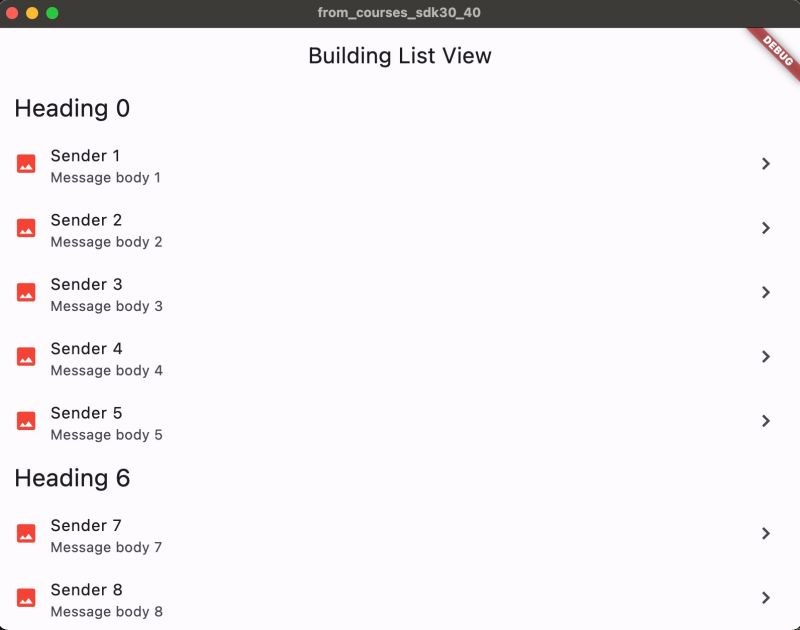 from_courses_sdk30_40
DEBUG
Building List View
Heading 0
Sender 1
Message body 1
Sender 2
Message body 2
Sender 3
Message body 3
Sender 4
Message body 4
Sender 5
Message body 5
Heading 6
Sender 7
Message body 7
Sender 8
Message body 8